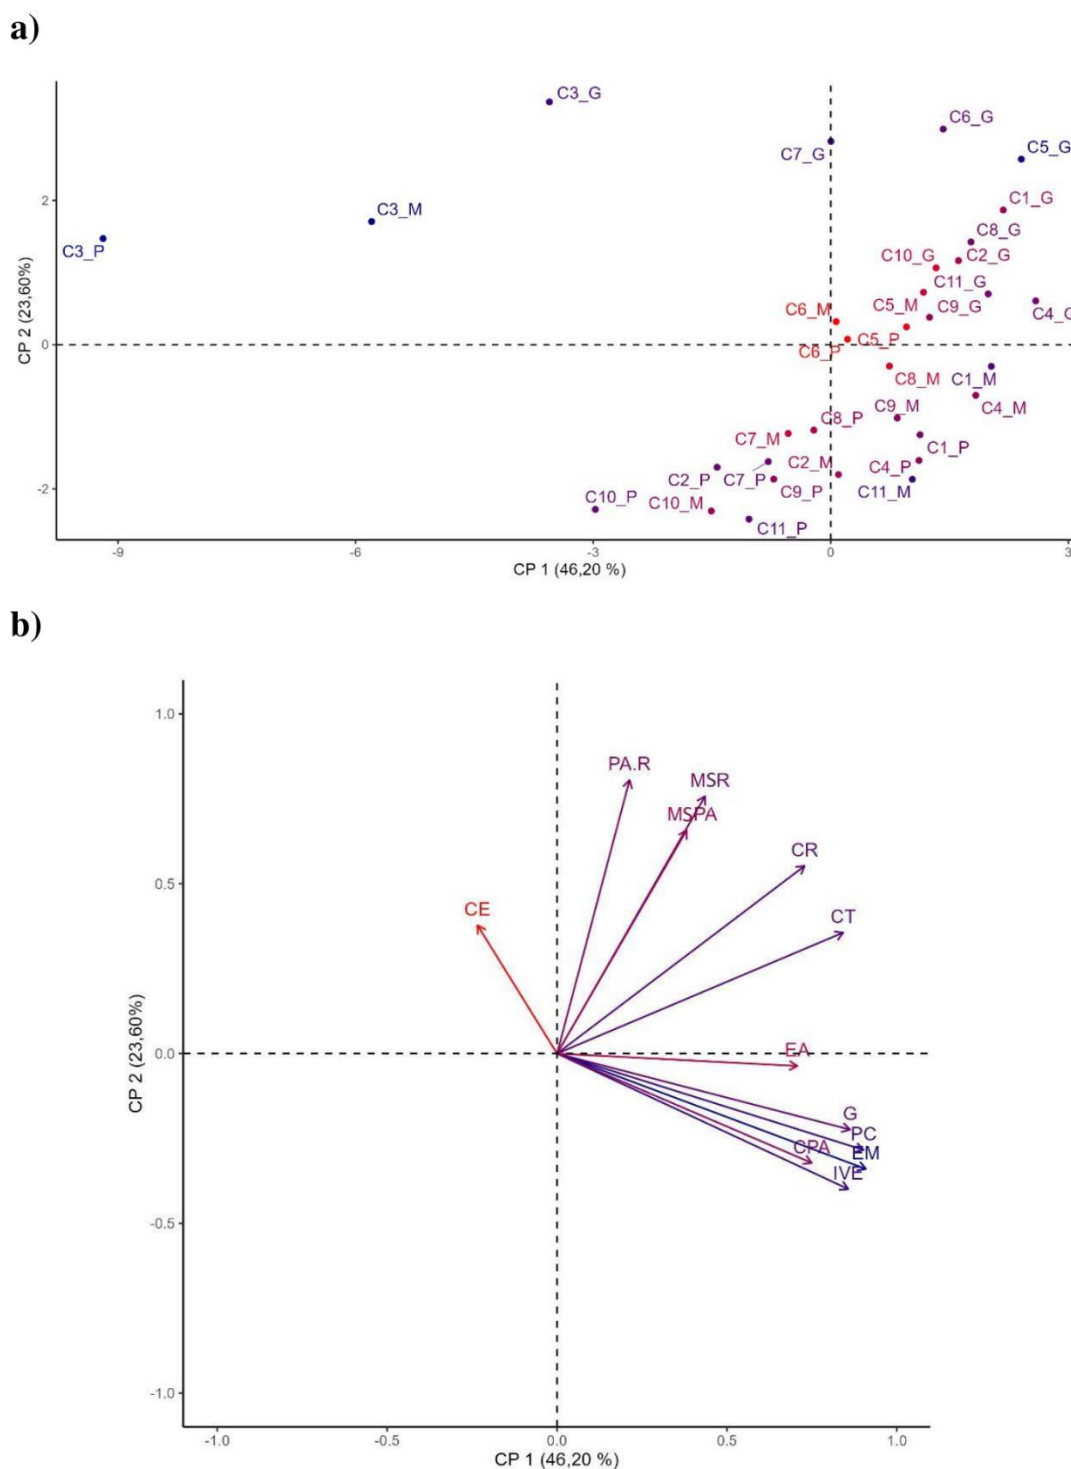 a)
C3_G
C6_G
C7_G
C5_G
C3_M
C1_G
C3_P
C8_G
C10_G
C2_G
C11_G
C5_M
C9_G
C4_G
C6_M
C6_P
C5_P
C8_M
C1_M
C9_M
C4_M
C8_P
C7_M
C1_P
C2_M
C4_P
C2_P
C7_P
C9_P
C11_M
C10_P
C10_M
C11_P
2
0
-2
CP 2 (23,60%)
-9 -6 -3 0 3
CP 1 (46,20 %)
b)
1.0
0.5
0.0
-0.5
-1.0
CP 2 (23,60%)
PA.R
MSR
MSPA
CR
CE
CT
EA
G
PC
CPA
EM
IVE
-1.0 -0.5 0.0 0.5 1.0
CP 1 (46,20 %)